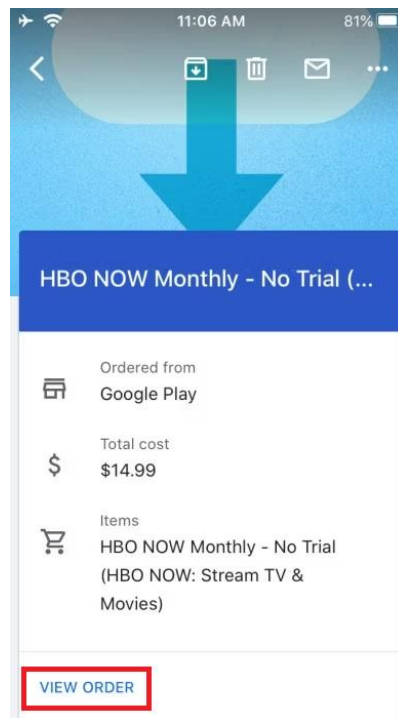 11:06 AM 81%
HBO NOW Monthly - No Trial (...
Ordered from
Google Play
$
Total cost
$14.99
Items
HBO NOW Monthly - No Trial
(HBO NOW: Stream TV &
Movies)
VIEW ORDER